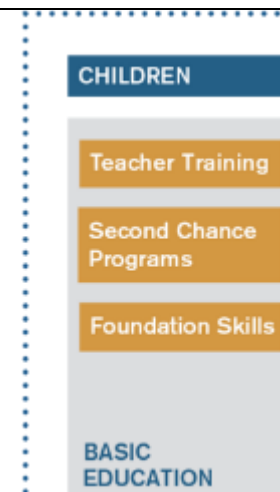 CHILDREN
Teacher Training
Second Chance
Programs
Foundation Skills
BASIC
EDUCATION